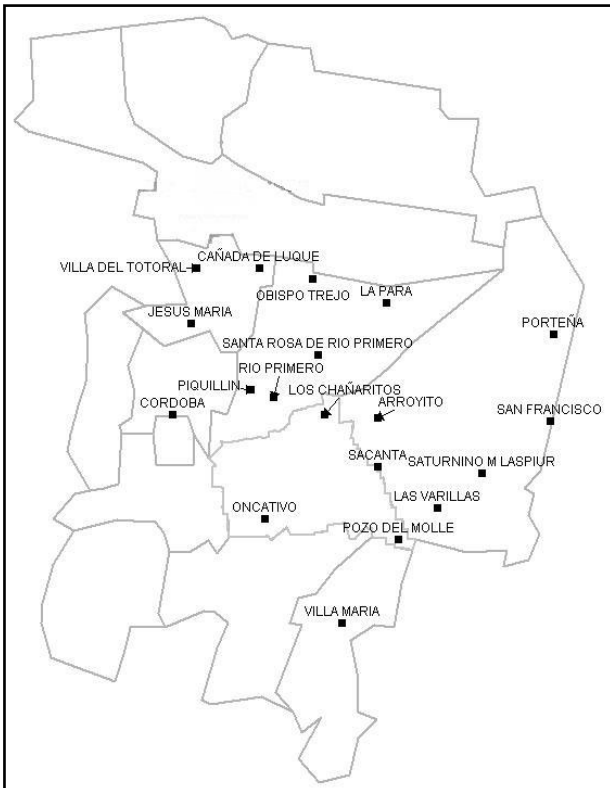 CAÑADA DE LUQUE
VILLA DEL TOTORAL
OBISPO TREJO
LA PARA
JESUS MARIA
PORTEÑA
SANTA ROSA DE RIO PRIMERO
RIO PRIMERO
PIQUILLIN
LOS CHAÑARITOS
ARROYITO
CORDOBA
SAN FRANCISCO
SACANTA
SATURNINO M LASPIUR
LAS VARILLAS
ONCATIVO
POZO DEL MOLLE
VILLA MARIA